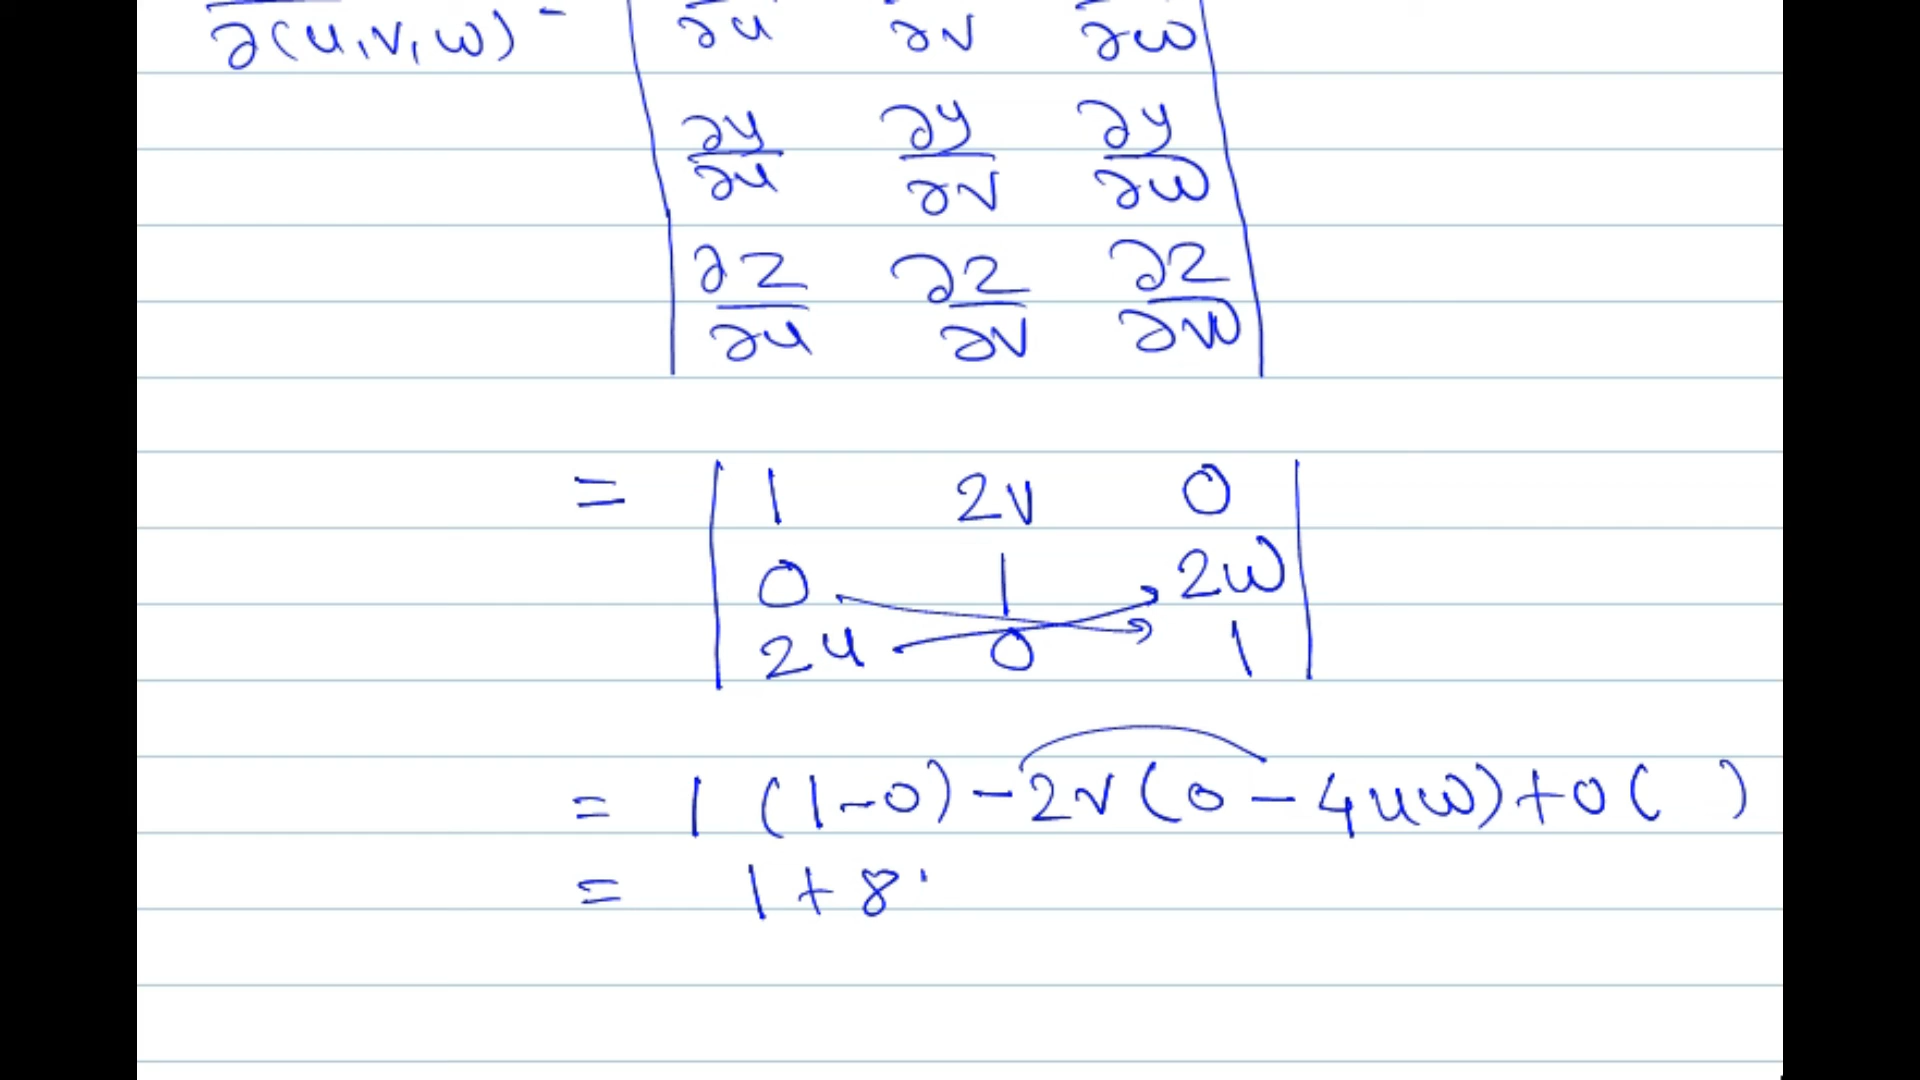 ∂(u,v,w) = | ∂u ∂v ∂w |
| ∂y/∂u ∂y/∂v ∂y/∂w |
| ∂z/∂u ∂z/∂v ∂z/∂w |
= | 1 2v 0 |
| 0 1 2w |
| 2u 0 1 |
= 1 (1-0) - 2v (0 - 4uw) + 0 ( )
= 1 + 8